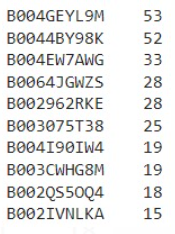 B004GEYL9M 53
B0044BY98K 52
B004EW7AWG 33
B0064JGWZS 28
B002962RKE 28
B003075T38 25
B004I90IW4 19
B003CWHG8M 19
B002QS5OQ4 18
B002IVNLKA 15